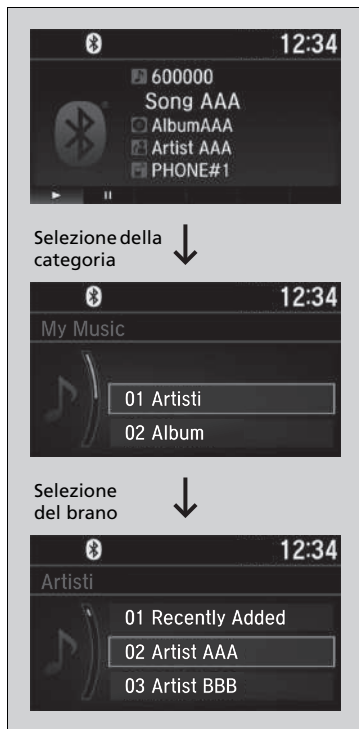 12:34
600000
Song AAA
AlbumAAA
Artist AAA
PHONE#1
Selezione della
categoria
12:34
My Music
01 Artisti
02 Album
Selezione
del brano
12:34
Artisti
01 Recently Added
02 Artist AAA
03 Artist BBB